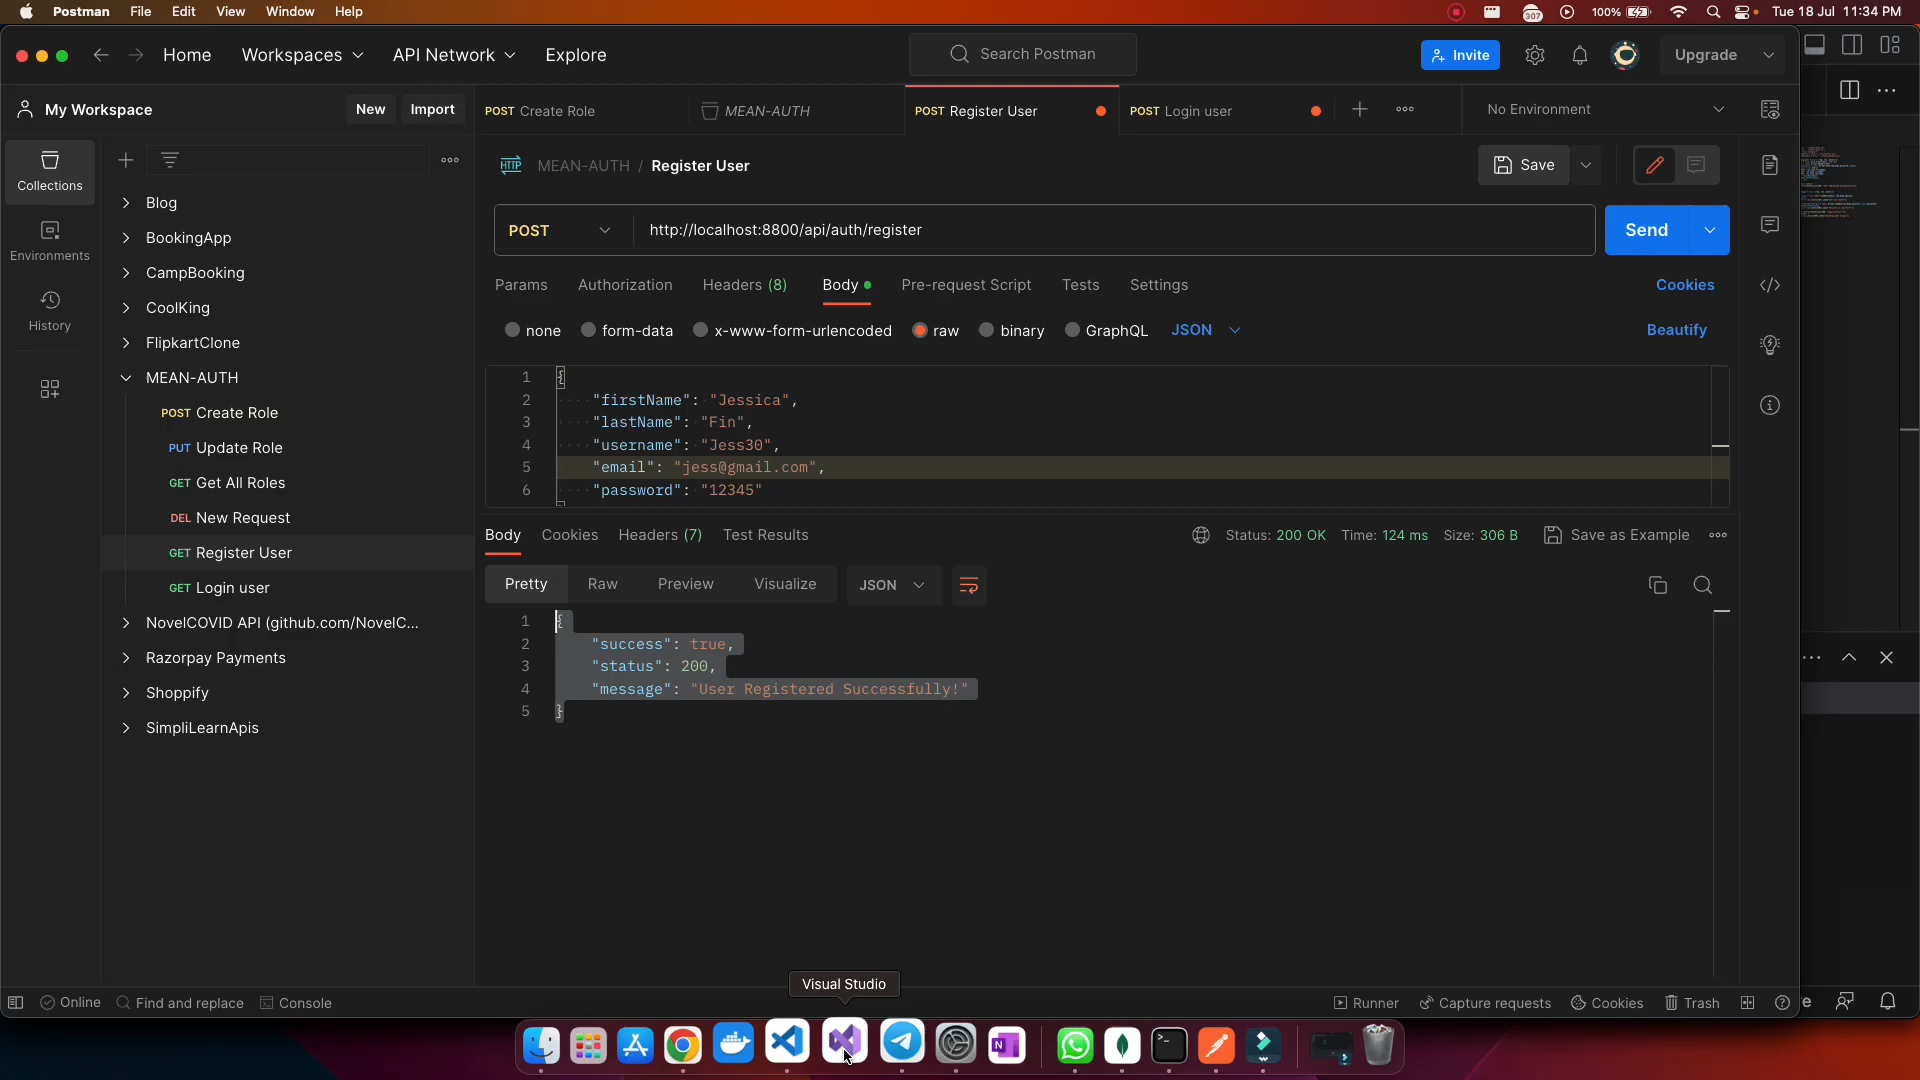 Postman File Edit View Window Help
307 100% Tue 18 Jul 11:34 PM
Home Workspaces API Network Explore
Search Postman
Invite
Upgrade
My Workspace
New Import
POST Create Role
MEAN-AUTH
POST Register User
POST Login user
No Environment
Collections
Environments
History
Blog
BookingApp
CampBooking
CoolKing
FlipkartClone
MEAN-AUTH
POST Create Role
PUT Update Role
GET Get All Roles
DEL New Request
GET Register User
GET Login user
NovelCOVID API (github.com/NovelC...
Razorpay Payments
Shoppify
SimpliLearnApis
HTTP MEAN-AUTH / Register User
Save
POST http://localhost:8800/api/auth/register
Send
Params Authorization Headers (8) Body Pre-request Script Tests Settings
Cookies
none form-data x-www-form-urlencoded raw binary GraphQL JSON
Beautify
1 {
2 "firstName": "Jessica",
3 "lastName": "Fin",
4 "username": "Jess30",
5 "email": "jess@gmail.com",
6 "password": "12345"
Body Cookies Headers (7) Test Results
Status: 200 OK Time: 124 ms Size: 306 B Save as Example
Pretty Raw Preview Visualize JSON
1 {
2 "success": true,
3 "status": 200,
4 "message": "User Registered Successfully!"
5 }
Visual Studio
Online Find and replace Console
Runner Capture requests Cookies Trash